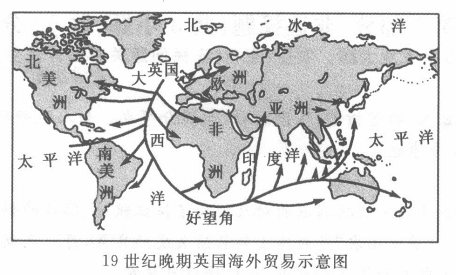 北 冰 洋
北美洲
大西洋
英国
欧洲
亚洲
非洲
太平洋
南美洲
印度洋
太平洋
好望角
19世纪晚期英国海外贸易示意图